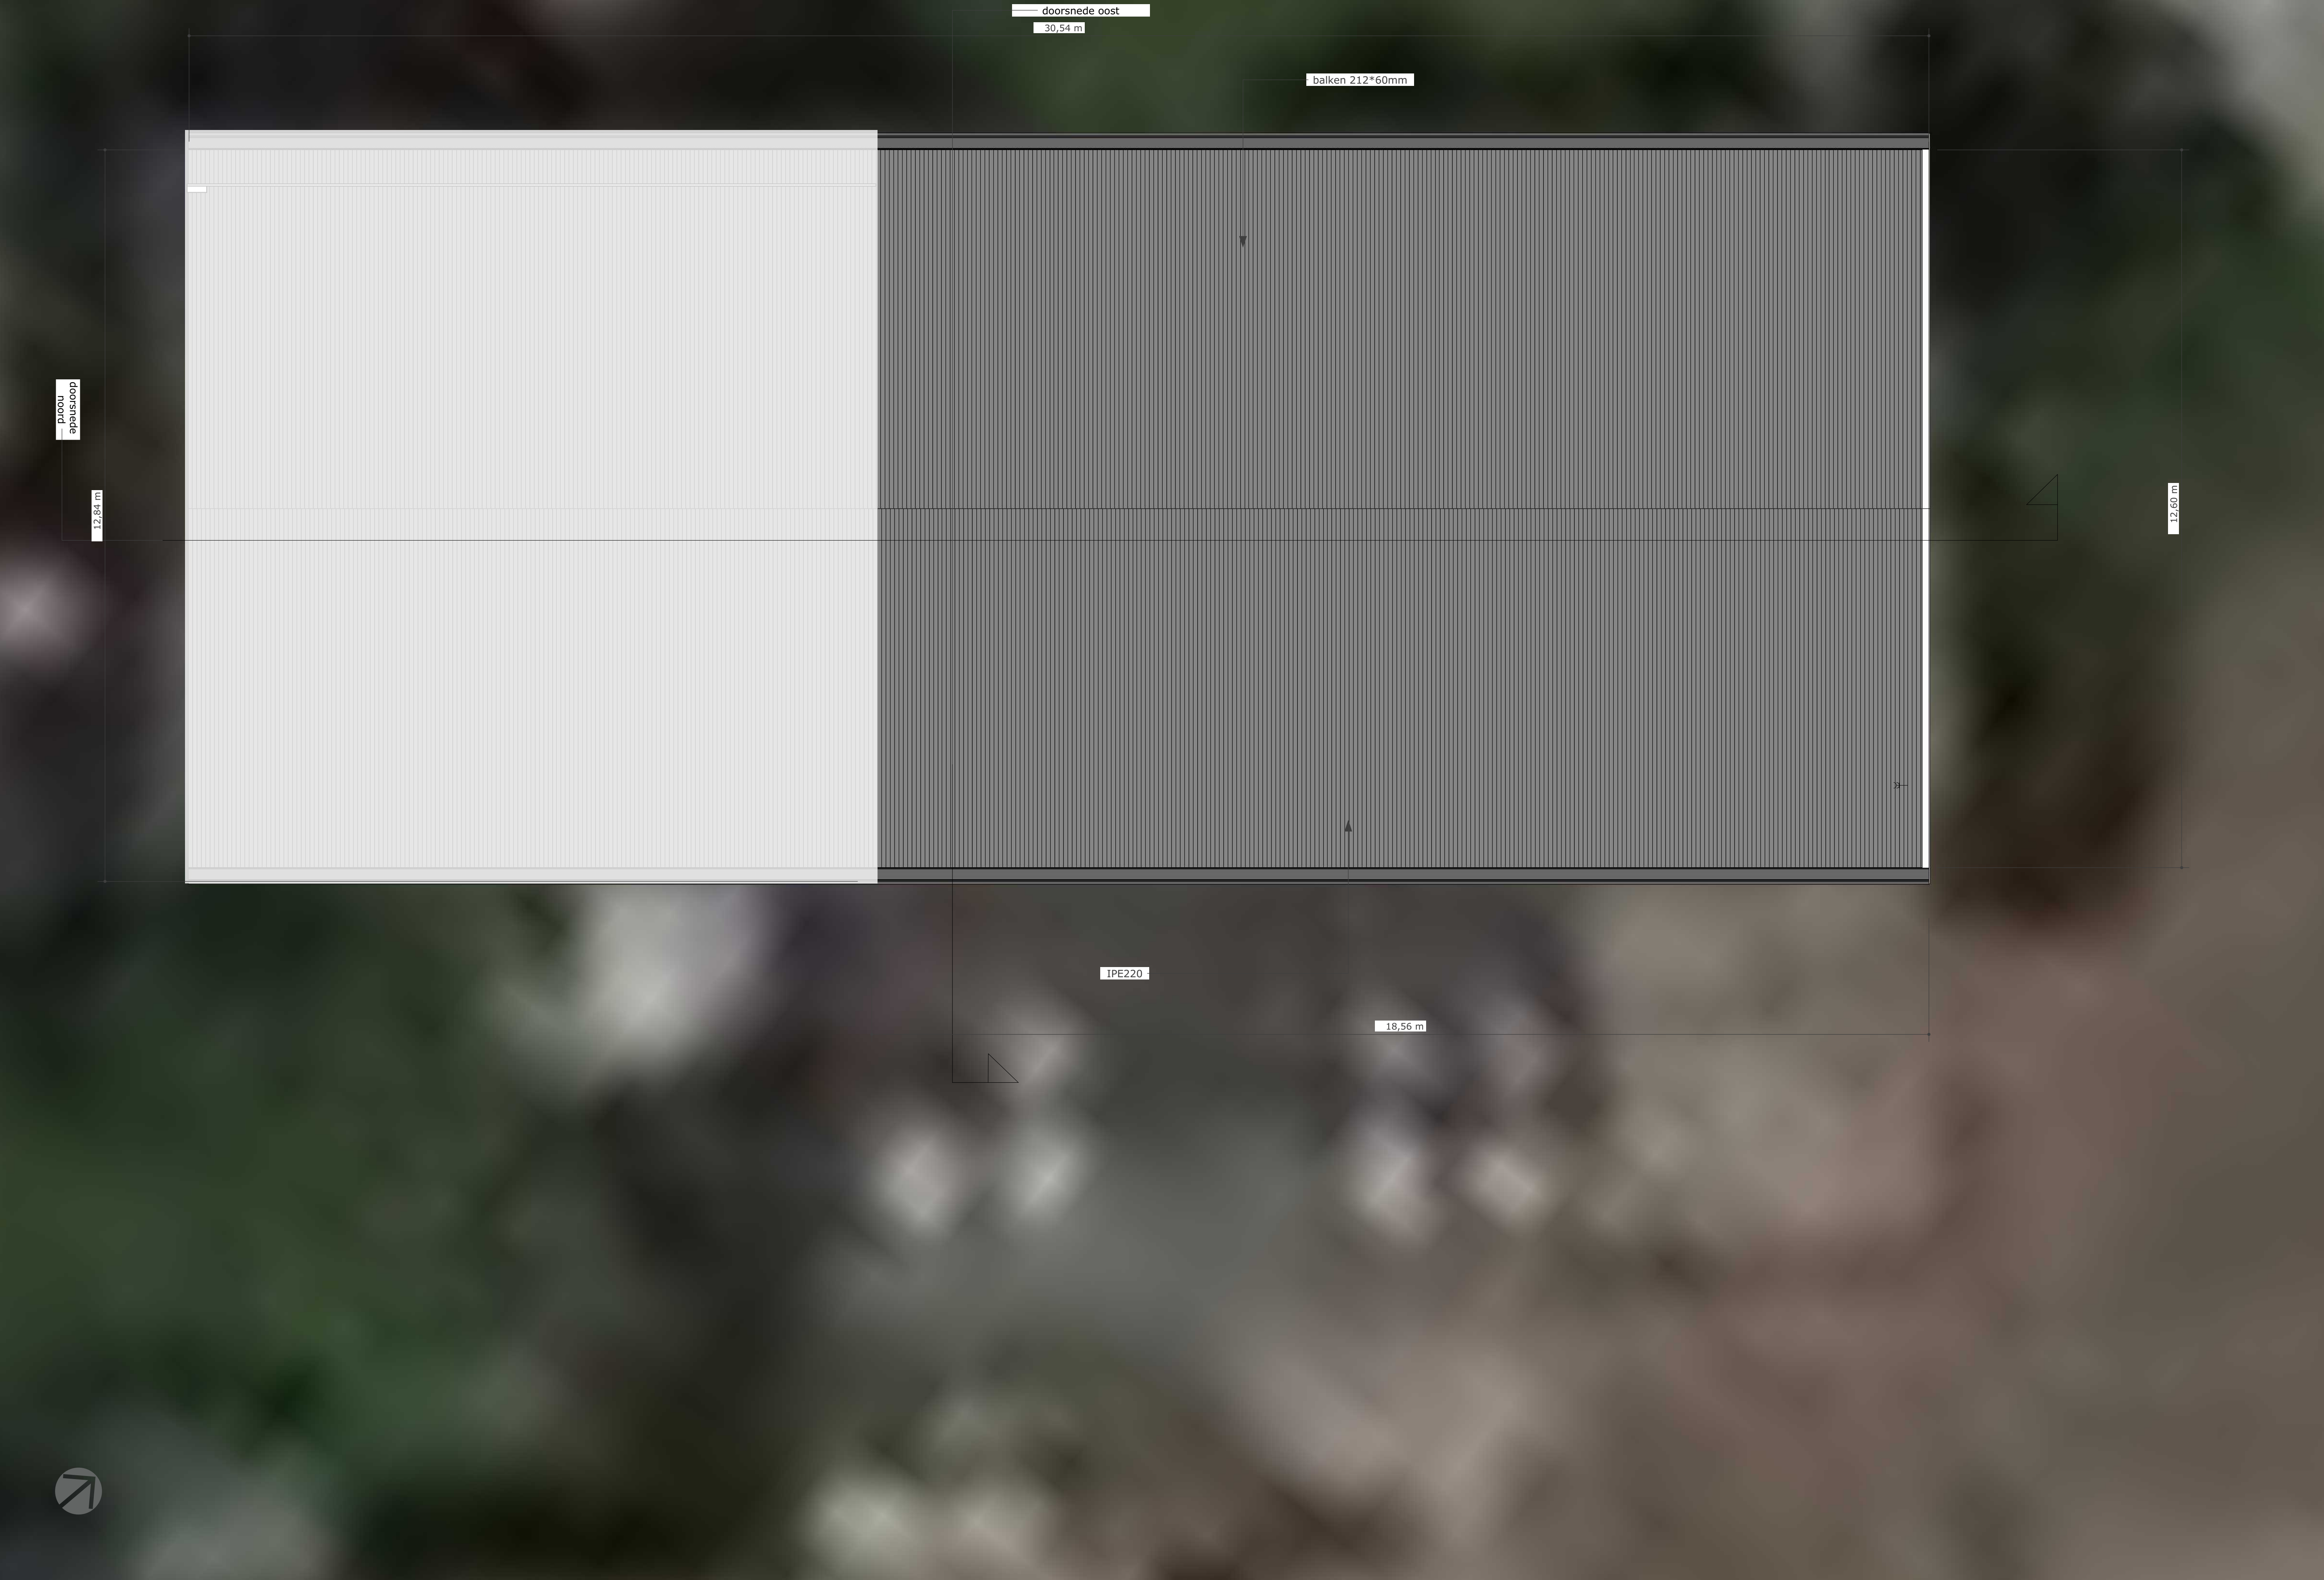 doorsnede oost
30,54 m
balken 212*60mm
doorsnede
noord
12,84 m
12,60 m
IPE220
18,56 m